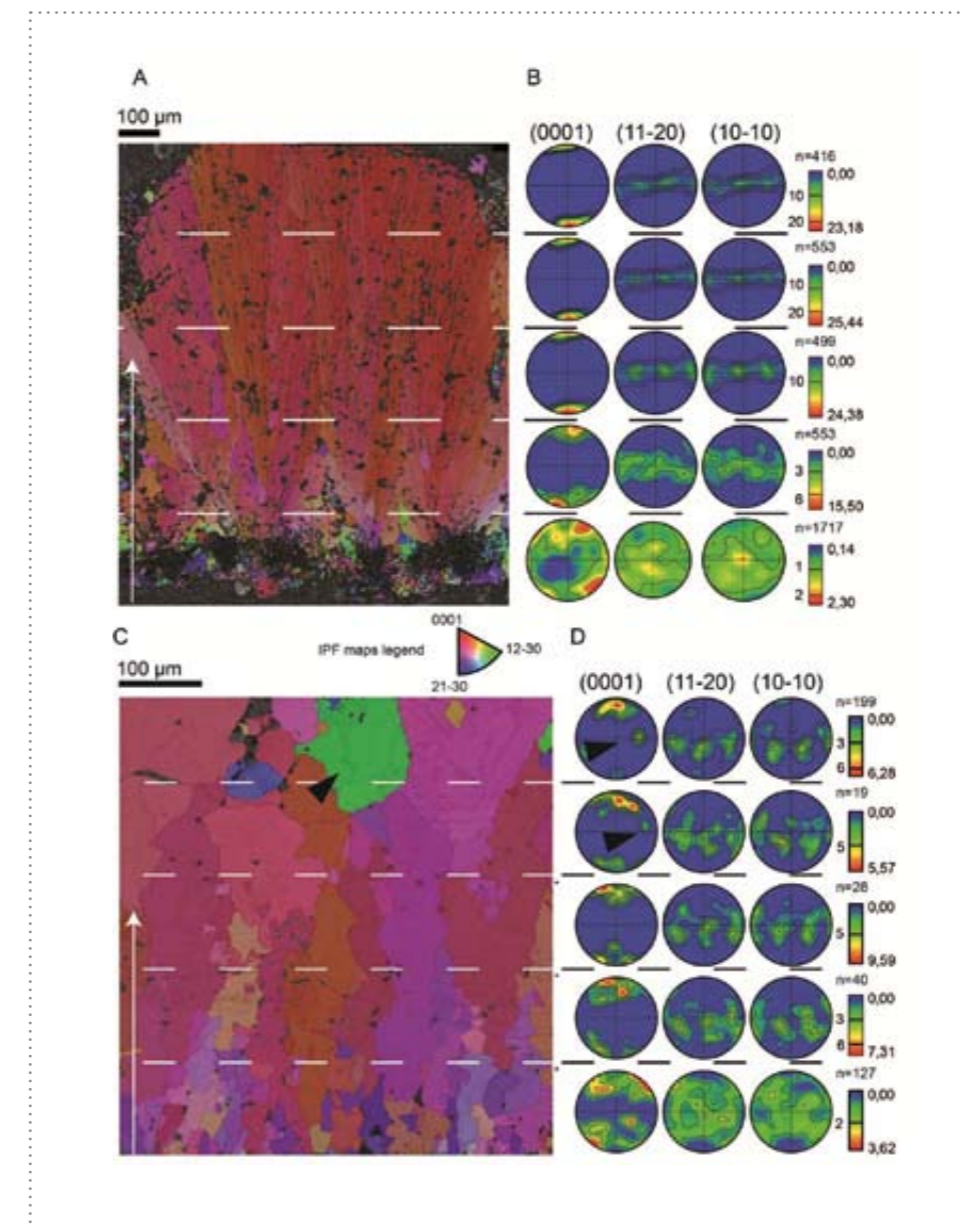 A
B
100 µm
(0001) (11-20) (10-10)
n=416
0,00
10
20
23,18
n=553
0,00
10
20
25,44
n=499
0,00
10
24,38
n=553
0,00
3
6
15,50
n=1717
0,14
1
2
2,30
C
0001
D
IPF maps legend
12-30
100 µm
21-30
(0001) (11-20) (10-10)
n=199
0,00
3
6
6,28
n=19
0,00
5
5,57
n=28
0,00
5
9,59
n=40
0,00
3
6
7,31
n=127
0,00
2
3,62